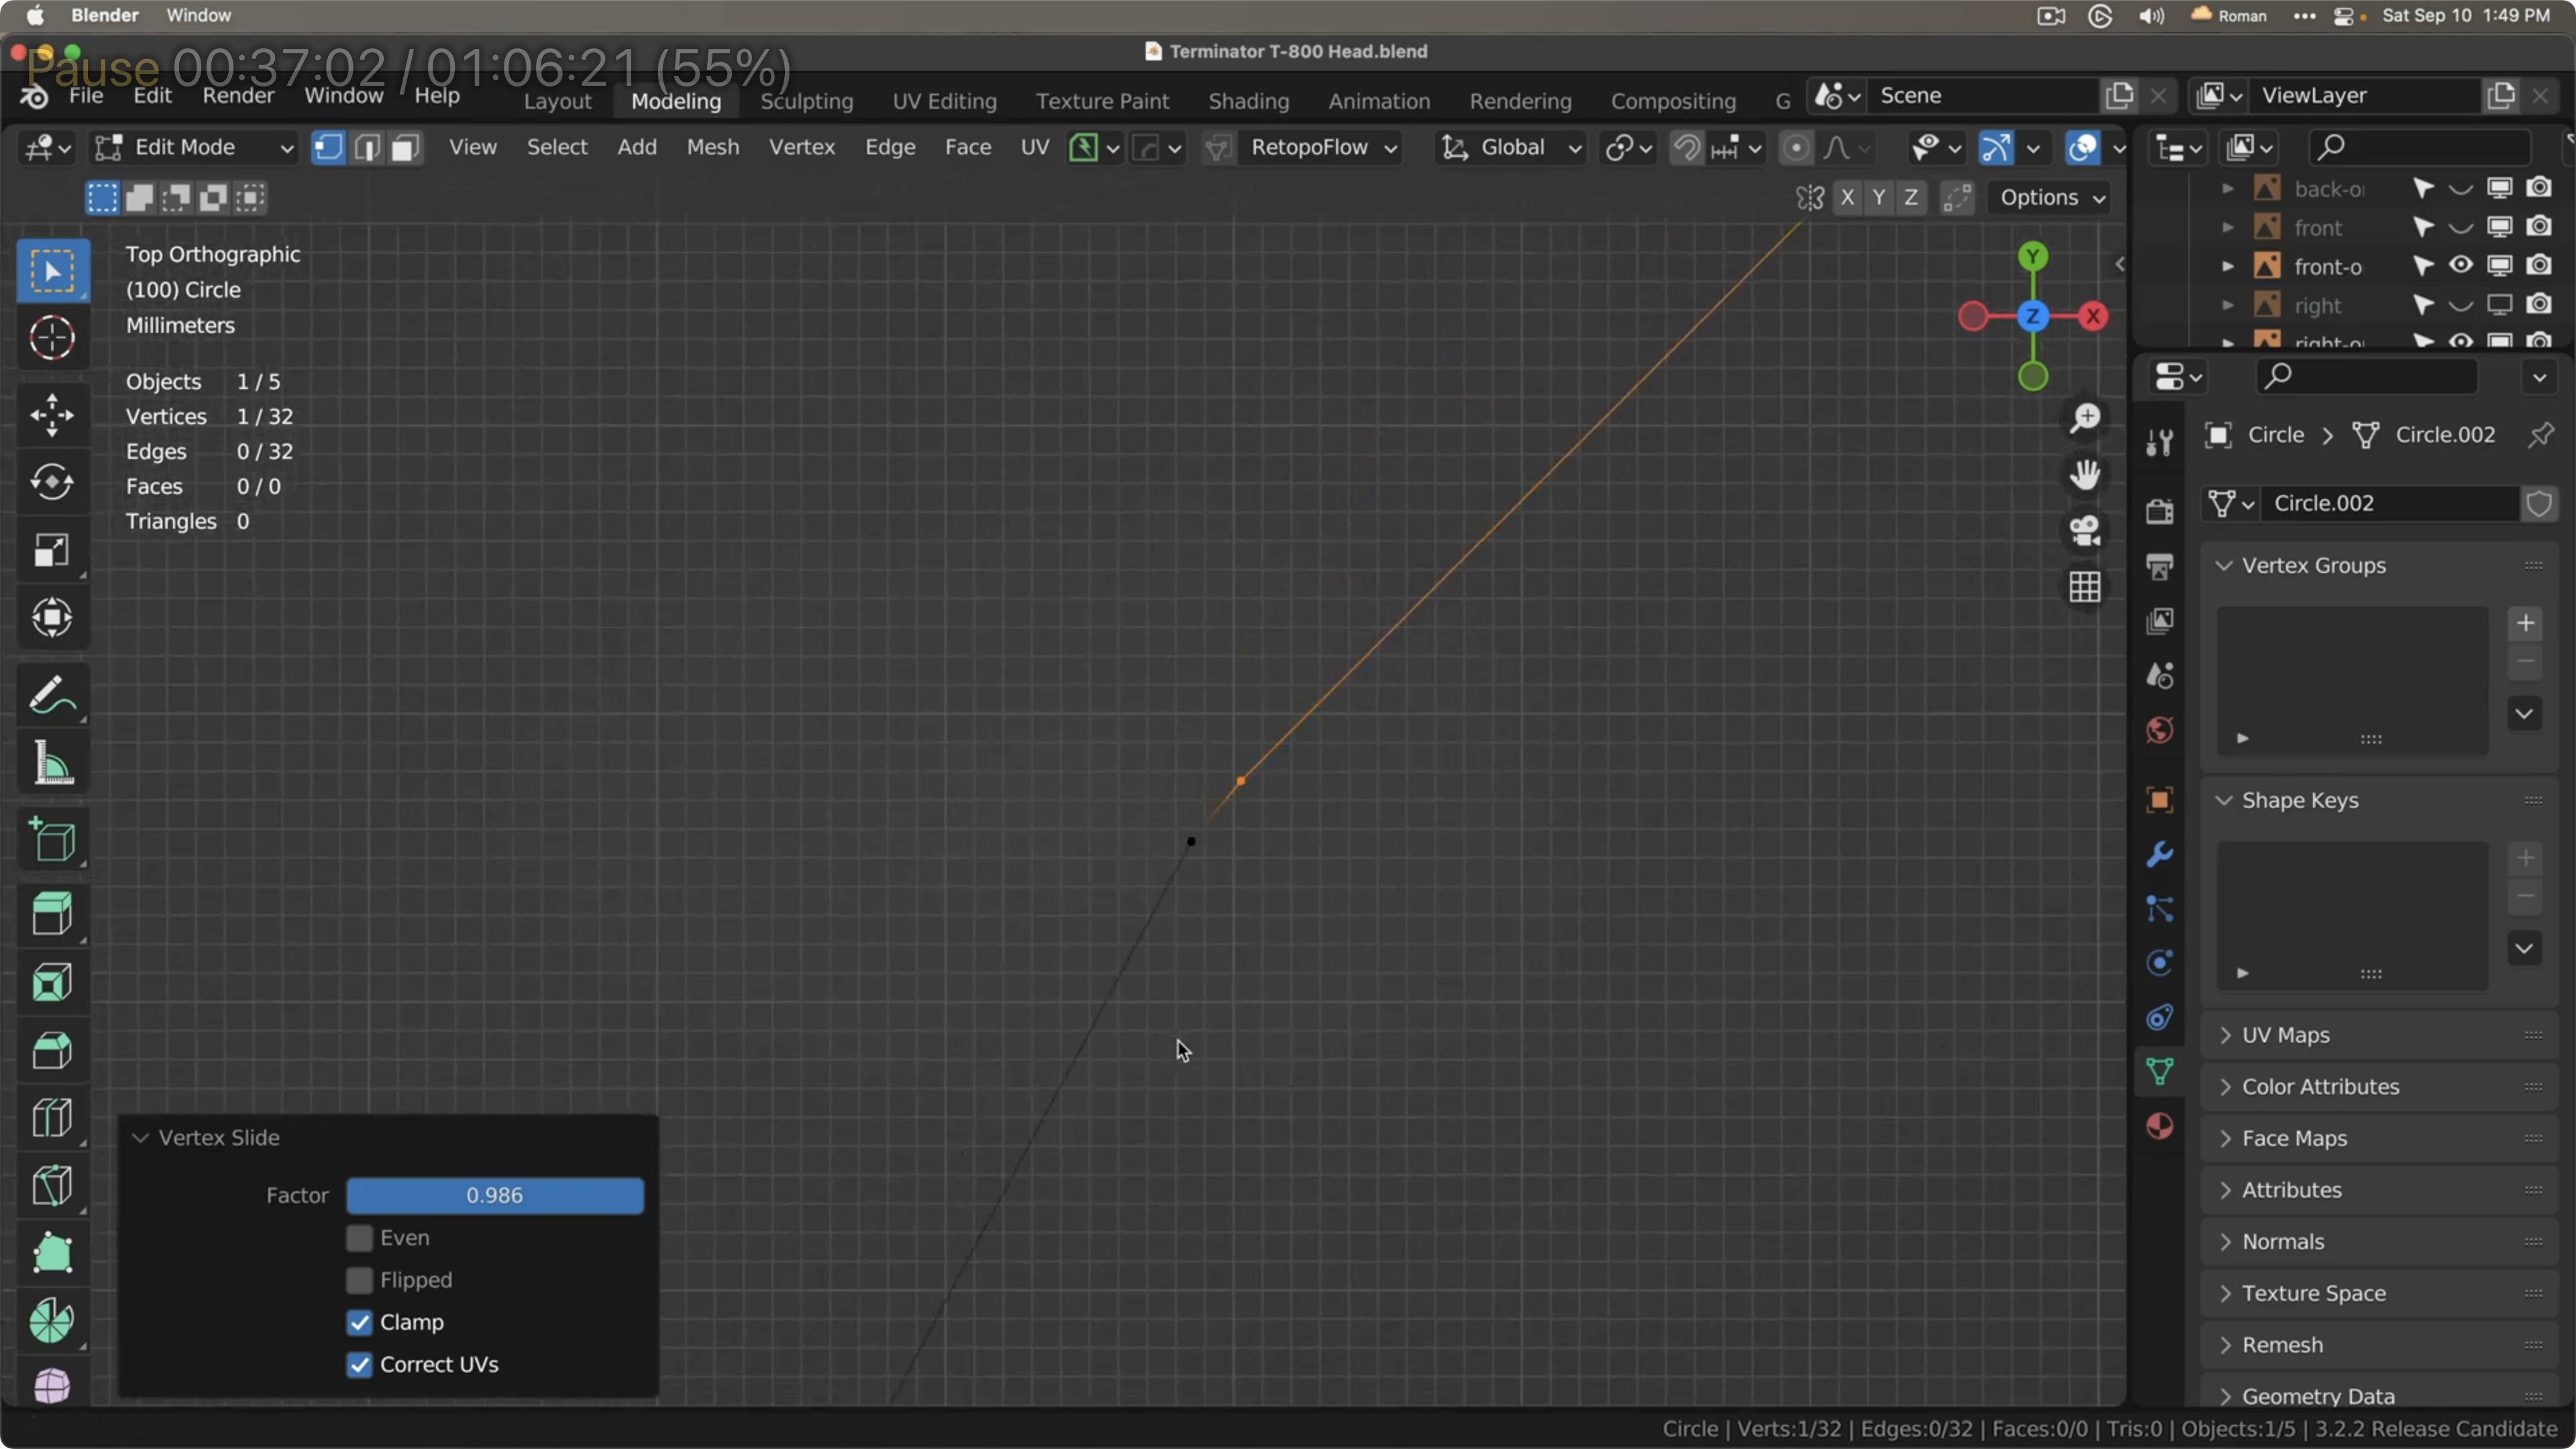 Blender Window Roman ••• Sat Sep 10 1:49 PM
Terminator T-800 Head.blend
Pause 00:37:02 / 01:06:21 (55%)
File Edit Render Window Help Layout Modeling Sculpting UV Editing Texture Paint Shading Animation Rendering Compositing G Scene ViewLayer
Edit Mode View Select Add Mesh Vertex Edge Face UV RetopoFlow Global
X Y Z Options
back-o
front
front-o
right
right-o
Top Orthographic
(100) Circle
Millimeters
Objects 1 / 5
Vertices 1 / 32
Edges 0 / 32
Faces 0 / 0
Triangles 0
Y
Z X
Circle > Circle.002
Circle.002
Vertex Groups
Shape Keys
UV Maps
Color Attributes
Face Maps
Attributes
Normals
Texture Space
Remesh
Geometry Data
Vertex Slide
Factor 0.986
Even
Flipped
Clamp
Correct UVs
Circle | Verts:1/32 | Edges:0/32 | Faces:0/0 | Tris:0 | Objects:1/5 | 3.2.2 Release Candidate